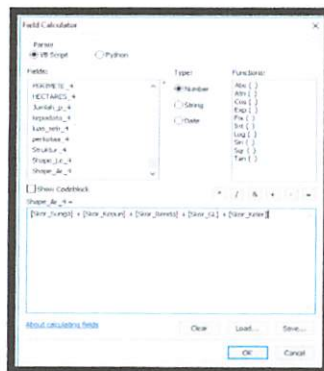 Field Calculator
Parser
VB Script
Python
Fields:
Type:
Functions:
HECTARES_4
Jumlah_p_4
kepadata_4
Luas_seb_4
Struktur_4
Shape_Le_4
Shape_Ar_4
Number
String
Date
Abs ( )
Atn ( )
Cos ( )
Exp ( )
Fix ( )
Int ( )
Log ( )
Sin ( )
Sqr ( )
Tan ( )
Show Codeblock
* / & + - =
Shape_Ar_4 =
About calculating fields
Clear
Load...
Save...
OK
Cancel